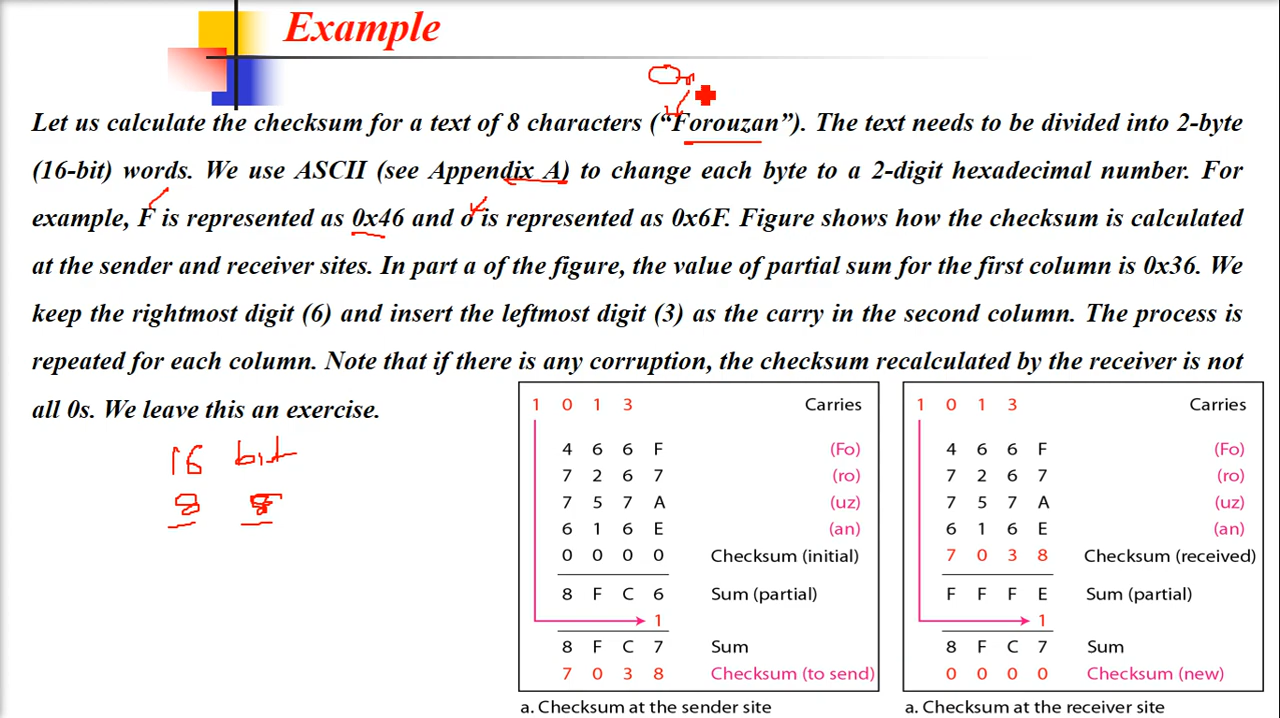 Example
Let us calculate the checksum for a text of 8 characters (“Forouzan”). The text needs to be divided into 2-byte
(16-bit) words. We use ASCII (see Appendix A) to change each byte to a 2-digit hexadecimal number. For
example, F is represented as 0x46 and o is represented as 0x6F. Figure shows how the checksum is calculated
at the sender and receiver sites. In part a of the figure, the value of partial sum for the first column is 0x36. We
keep the rightmost digit (6) and insert the leftmost digit (3) as the carry in the second column. The process is
repeated for each column. Note that if there is any corruption, the checksum recalculated by the receiver is not
all 0s. We leave this an exercise.
16 bit
8 8
1 0 1 3 Carries
4 6 6 F (Fo)
7 2 6 7 (ro)
7 5 7 A (uz)
6 1 6 E (an)
0 0 0 0 Checksum (initial)
8 F C 6 Sum (partial)
1
8 F C 7 Sum
7 0 3 8 Checksum (to send)
a. Checksum at the sender site
1 0 1 3 Carries
4 6 6 F (Fo)
7 2 6 7 (ro)
7 5 7 A (uz)
6 1 6 E (an)
7 0 3 8 Checksum (received)
F F F E Sum (partial)
1
8 F C 7 Sum
0 0 0 0 Checksum (new)
a. Checksum at the receiver site